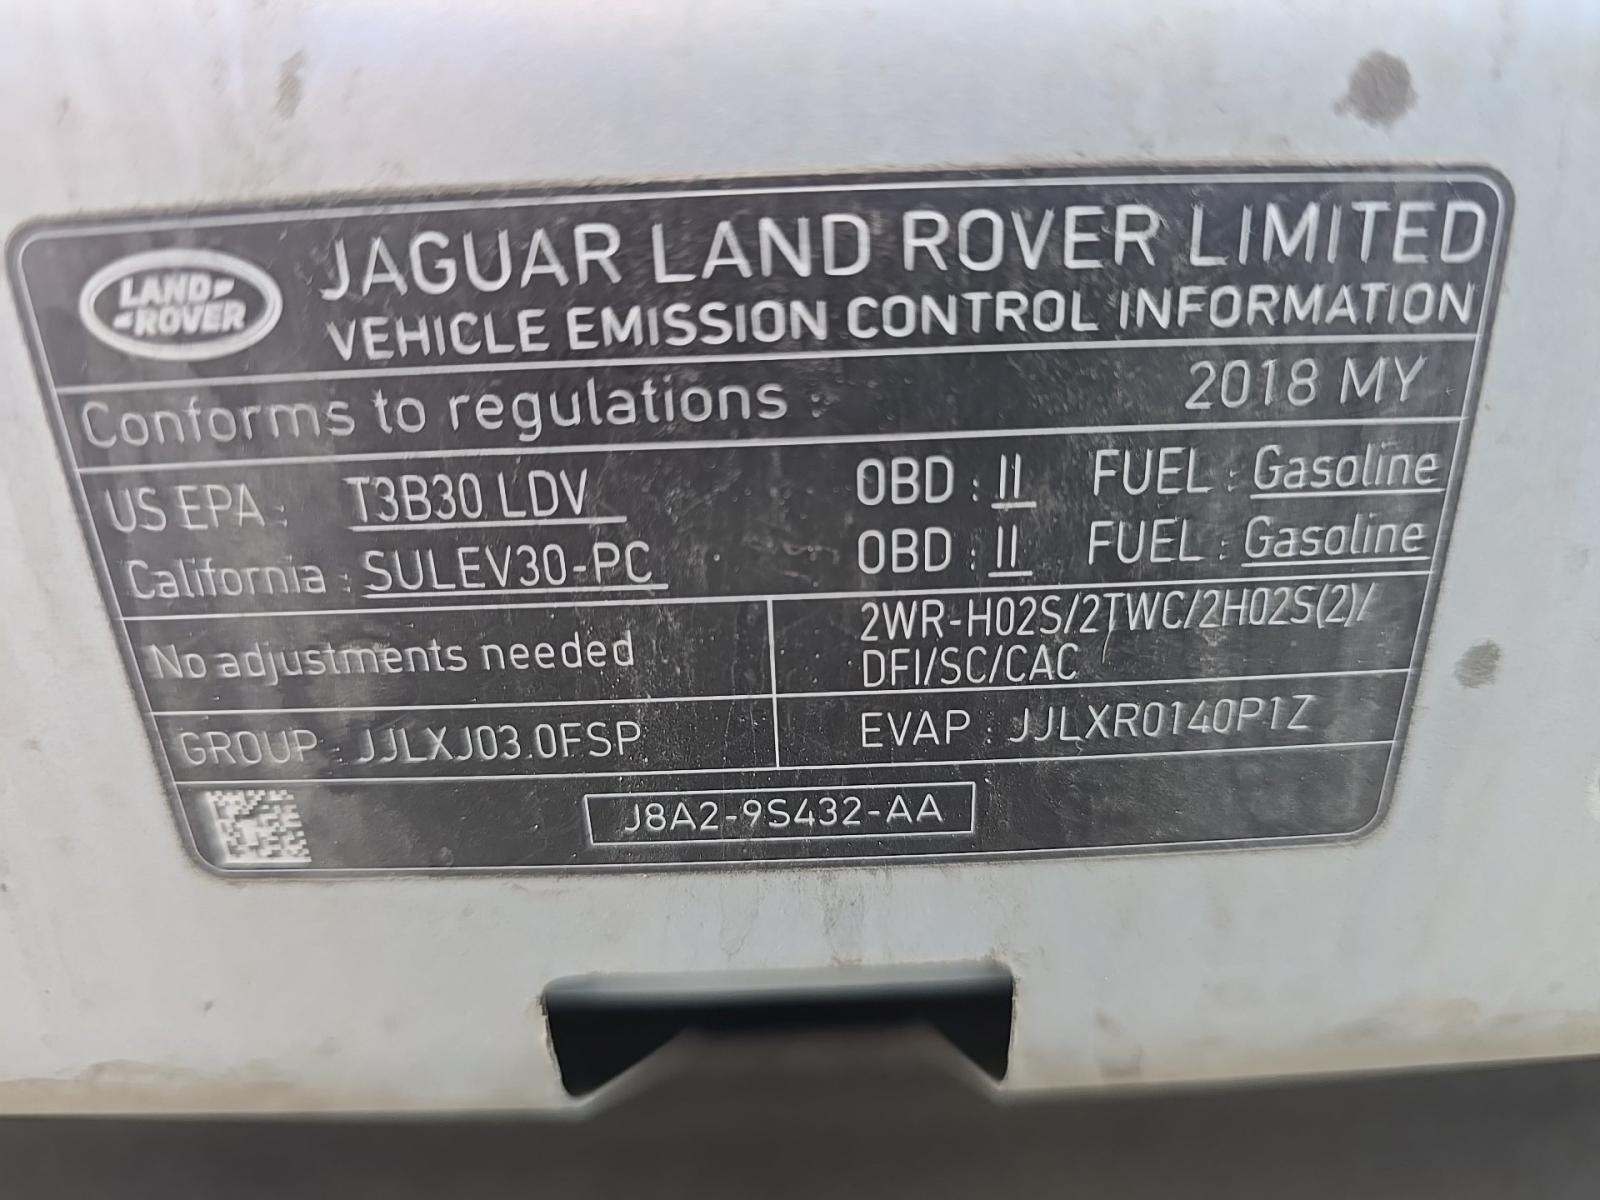 LAND
ROVER
JAGUAR LAND ROVER LIMITED
VEHICLE EMISSION CONTROL INFORMATION
Conforms to regulations : 2018 MY
US EPA : T3B30 LDV OBD : II FUEL : Gasoline
California : SULEV30-PC OBD : II FUEL : Gasoline
No adjustments needed
2WR-HO2S/2TWC/2HO2S(2)/
DFI/SC/CAC
GROUP : JJLXJ03.0FSP
EVAP : JJLXR0140P1Z
J8A2-9S432-AA